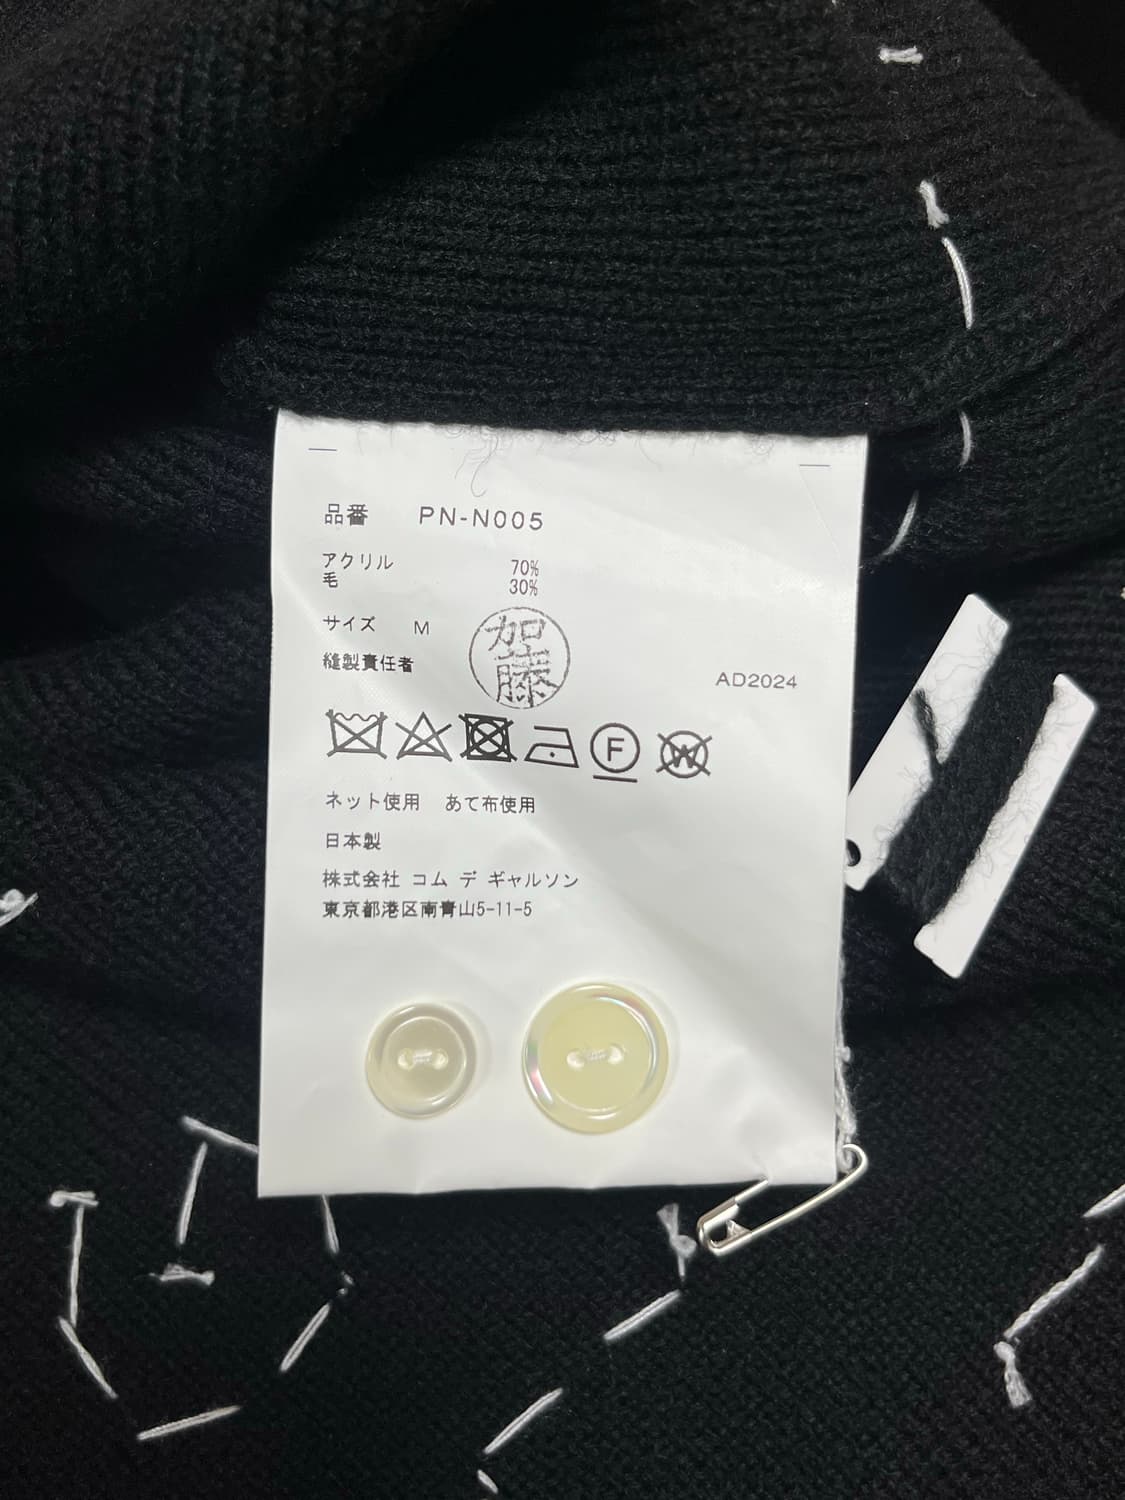 品番 PN-N005
アクリル 70%
毛 30%
サイズ M
縫製責任者 加藤
AD2024
F W
ネット使用 あて布使用
日本製
株式会社 コム デ ギャルソン
東京都港区南青山5-11-5